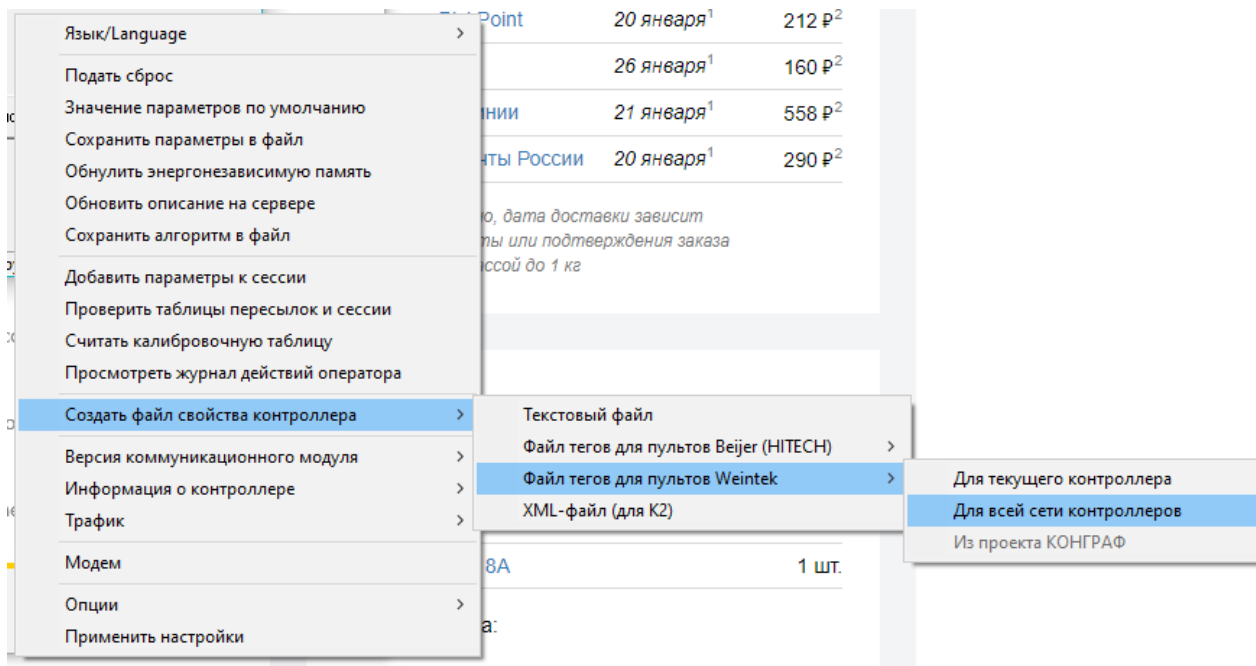 Язык/Language
Подать сброс
Значение параметров по умолчанию
Сохранить параметры в файл
Обнулить энергонезависимую память
Обновить описание на сервере
Сохранить алгоритм в файл
Добавить параметры к сессии
Проверить таблицы пересылок и сессии
Считать калибровочную таблицу
Просмотреть журнал действий оператора
Создать файл свойства контроллера
Версия коммуникационного модуля
Информация о контроллере
Трафик
Модем
Опции
Применить настройки
Текстовый файл
Файл тегов для пультов Beijer (HITECH)
Файл тегов для пультов Weintek
XML-файл (для K2)
Для текущего контроллера
Для всей сети контроллеров
Из проекта КОНГРАФ
Point 20 января¹ 212 ₽²
26 января¹ 160 ₽²
21 января¹ 558 ₽²
России 20 января¹ 290 ₽²
дата доставки зависит
или подтверждения заказа
до 1 кг
8A 1 шт.
а: